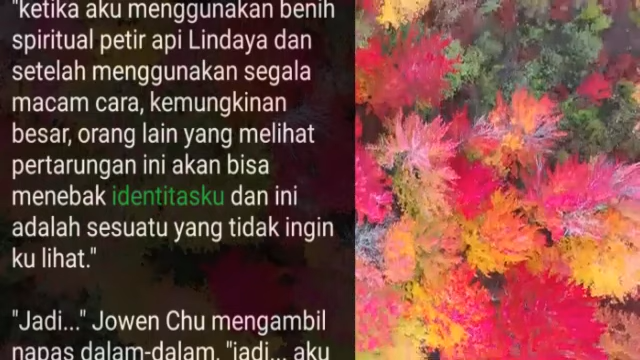 "ketika aku menggunakan benih
spiritual petir api Lindaya dan
setelah menggunakan segala
macam cara, kemungkinan
besar, orang lain yang melihat
pertarungan ini akan bisa
menebak identitasku dan ini
adalah sesuatu yang tidak ingin
ku lihat."
"Jadi..." Jowen Chu mengambil
napas dalam-dalam, "jadi... aku